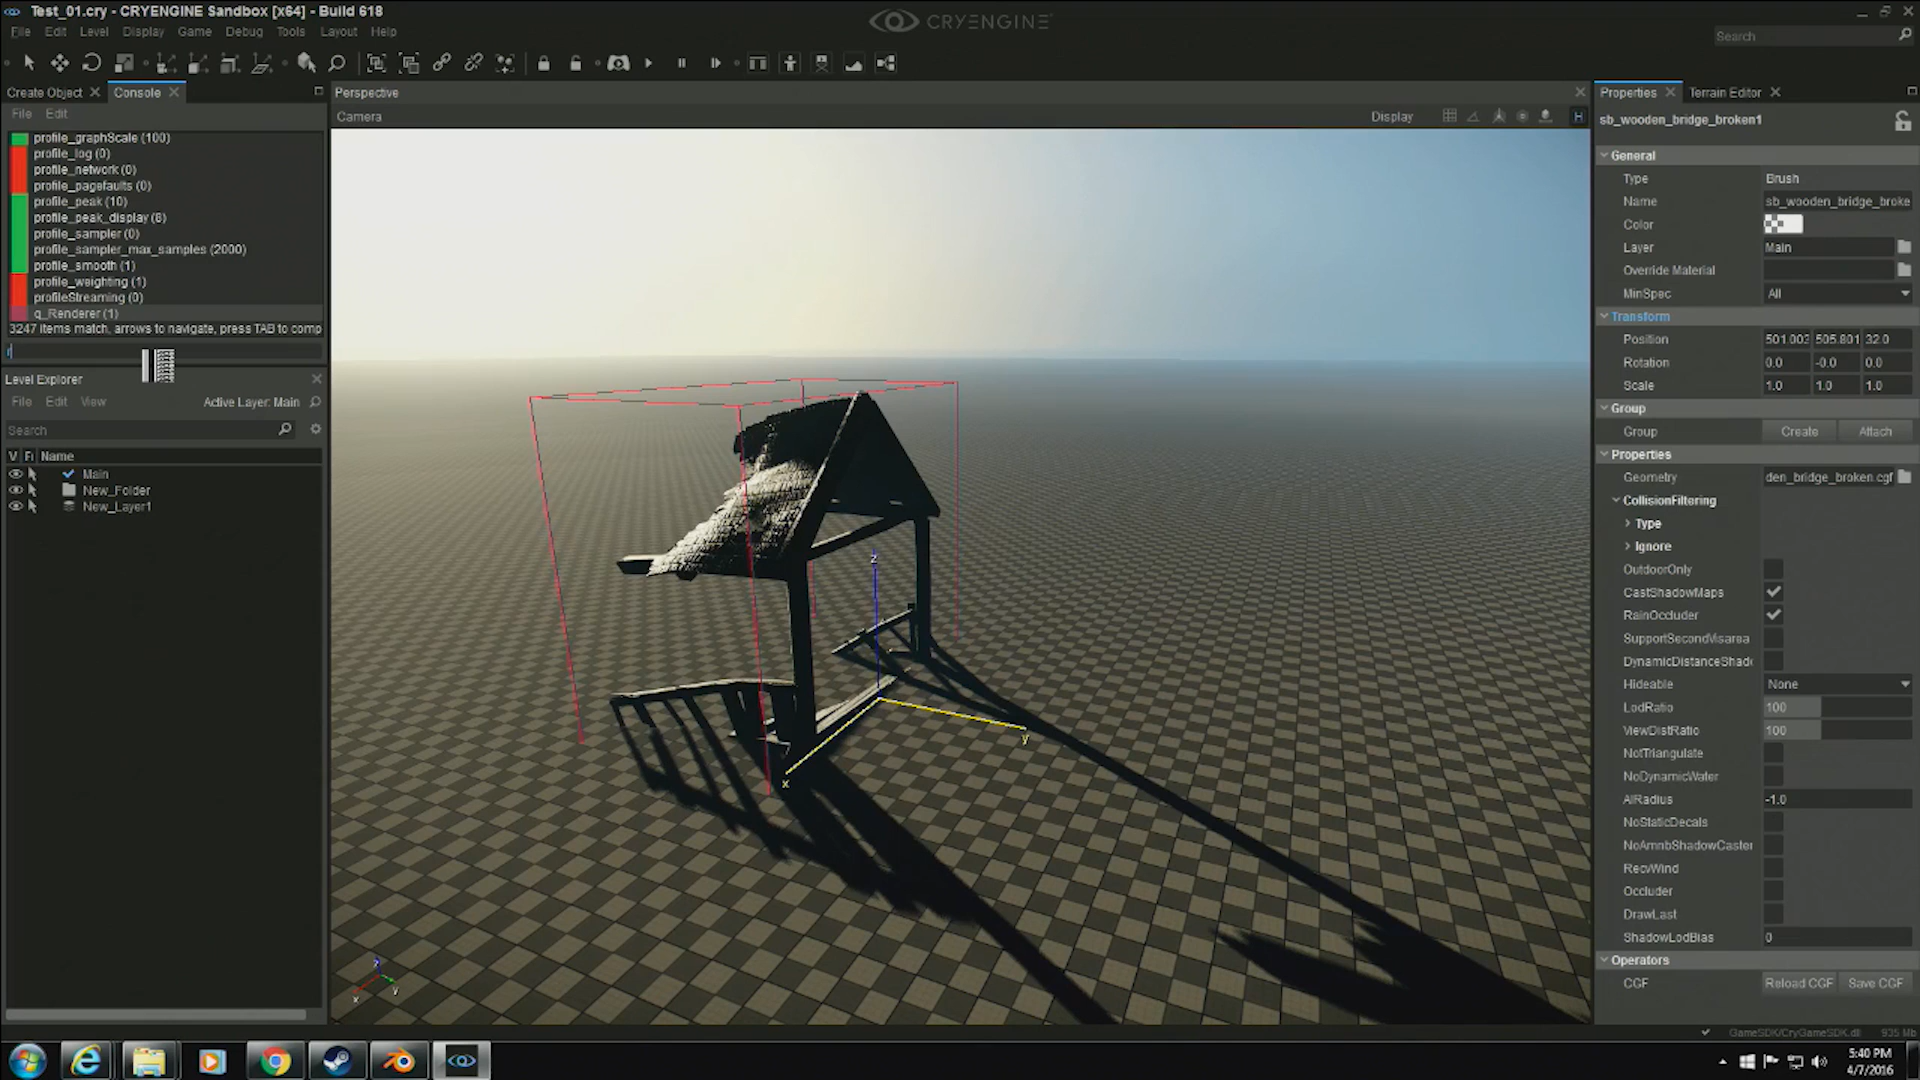 Test_01.cry - CRYENGINE Sandbox [x64] - Build 618
CRYENGINE
File Edit Level Display Game Debug Tools Layout Help
Search
Create Object
Console
Perspective
Properties
Terrain Editor
File Edit
Camera
Display
H
sb_wooden_bridge_broken1
profile_graphScale (100)
profile_log (0)
profile_network (0)
profile_pagefaults (0)
profile_peak (10)
profile_peak_display (8)
profile_sampler (0)
profile_sampler_max_samples (2000)
profile_smooth (1)
profile_weighting (1)
profileStreaming (0)
q_Renderer (1)
3247 items match, arrows to navigate, press TAB to comp
r
Level Explorer
File Edit View Active Layer: Main
Search
V Fi Name
Main
New_Folder
New_Layer1
z
y
x
z
y
x
General
Type Brush
Name sb_wooden_bridge_broke
Color
Layer Main
Override Material
MinSpec All
Transform
Position 501.003 505.801 32.0
Rotation 0.0 -0.0 0.0
Scale 1.0 1.0 1.0
Group
Group Create Attach
Properties
Geometry den_bridge_broken.cgf
CollisionFiltering
Type
Ignore
OutdoorOnly
CastShadowMaps
RainOccluder
SupportSecondVisarea
DynamicDistanceShado
Hideable None
LodRatio 100
ViewDistRatio 100
NotTriangulate
NoDynamicWater
AIRadius -1.0
NoStaticDecals
NoAmnbShadowCaster
RecvWind
Occluder
DrawLast
ShadowLodBias 0
Operators
CGF Reload CGF Save CGF
GameSDK/CryGameSDK.dll 935 Mb
5:40 PM
4/7/2016